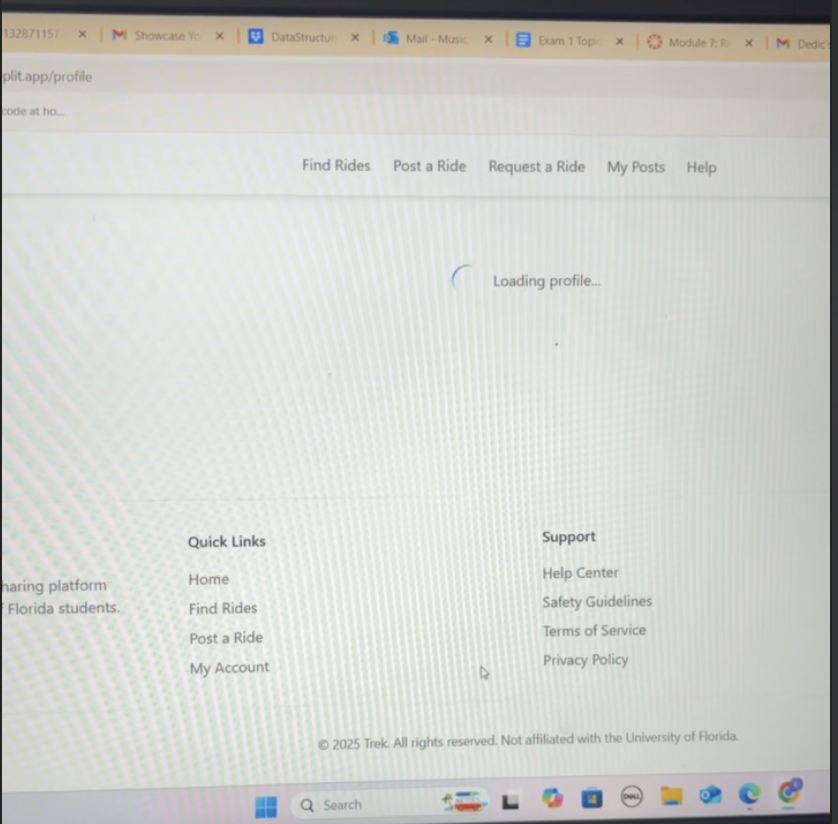 132871157
Showcase Yo
DataStructur
Mail - Music,
Exam 1 Topic
Module 7: R
Dedic
plit.app/profile
code at ho...
Find Rides
Post a Ride
Request a Ride
My Posts
Help
Loading profile...
haring platform
Florida students.
Quick Links
Home
Find Rides
Post a Ride
My Account
Support
Help Center
Safety Guidelines
Terms of Service
Privacy Policy
© 2025 Trek. All rights reserved. Not affiliated with the University of Florida.
Search
DELL